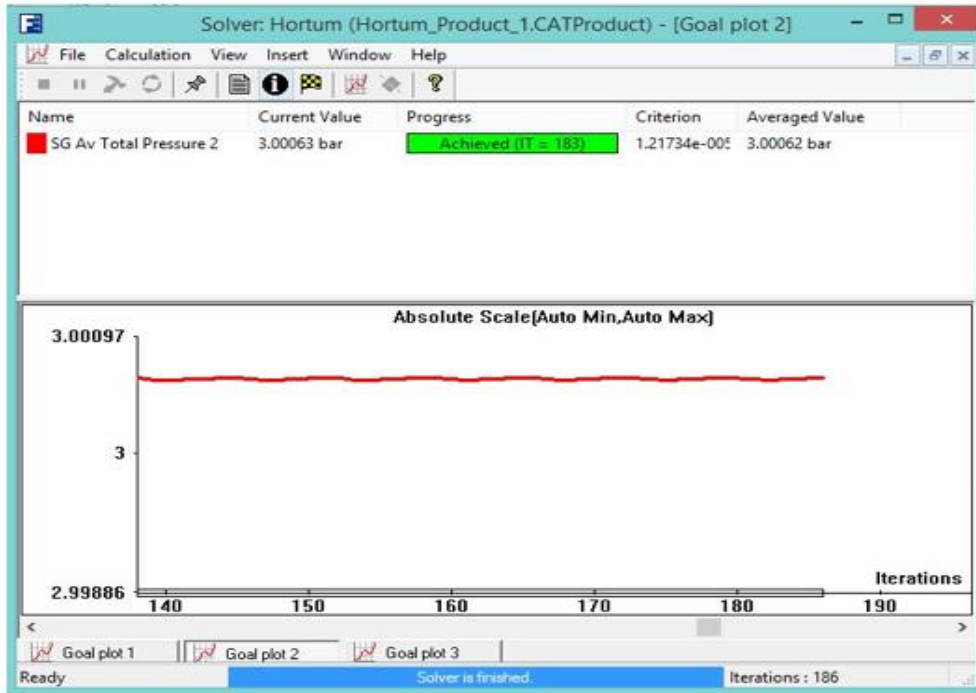 Solver: Hortum (Hortum_Product_1.CATProduct) - [Goal plot 2]
File Calculation View Insert Window Help
Name Current Value Progress Criterion Averaged Value
SG Av Total Pressure 2 3.00063 bar Achieved (IT = 183) 1.21734e-005 3.00062 bar
Absolute Scale(Auto Min,Auto Max)
3.00097
3
2.99886
Iterations
140 150 160 170 180 190
Goal plot 1 Goal plot 2 Goal plot 3
Ready Solver is finished. Iterations : 186